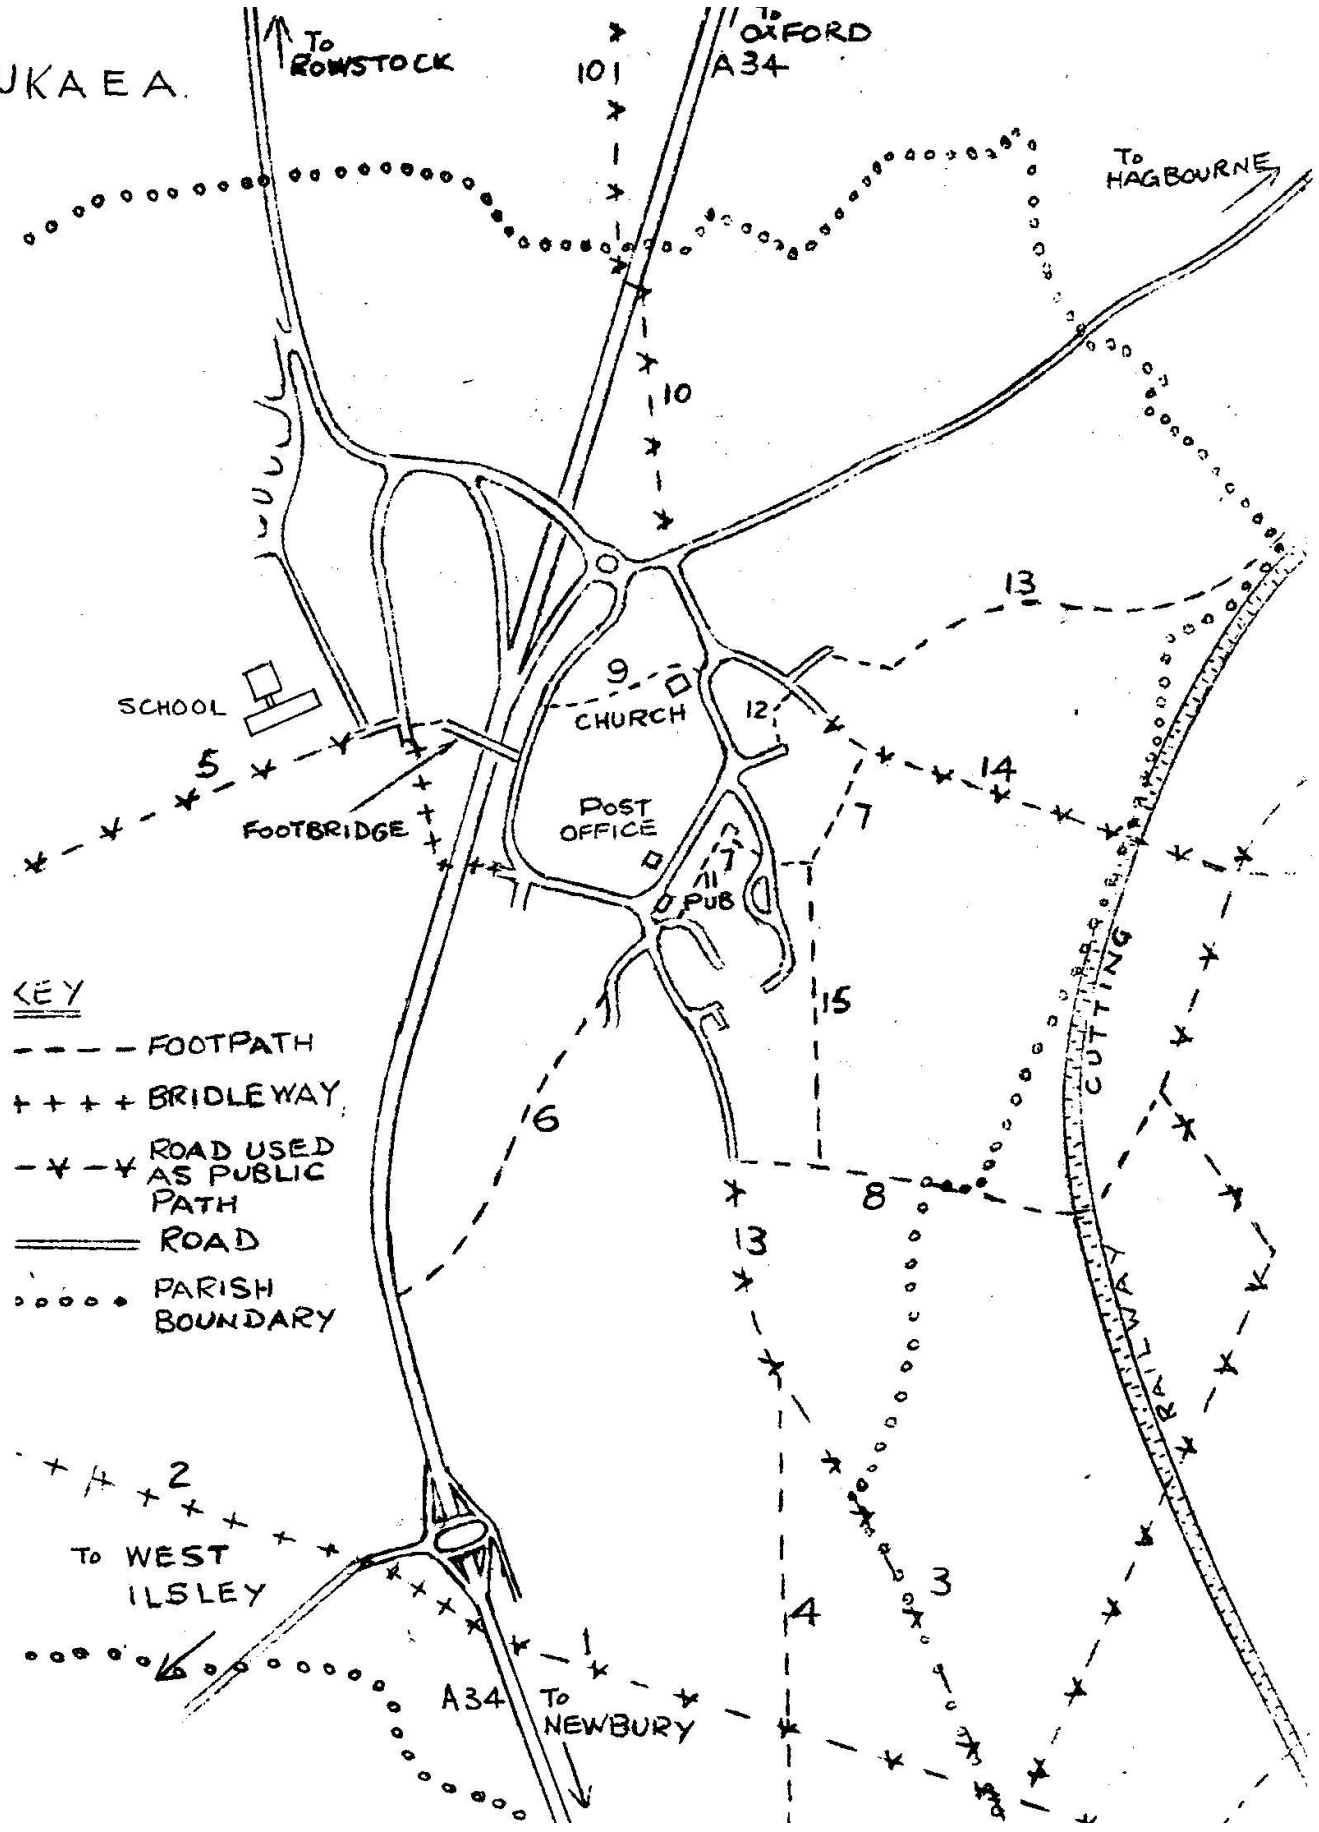 To
ROWSTOCK
To
OXFORD
A34
UKAEA.
10
To
HAGBOURNE
10
13
9
CHURCH
12
SCHOOL
5
14
FOOTBRIDGE
POST
OFFICE
7
7
11
PUB
CUTTING
KEY
FOOTPATH
BRIDLEWAY
ROAD USED
AS PUBLIC
PATH
ROAD
PARISH
BOUNDARY
15
6
8
3
RAILWAY
2
To WEST
ILSLEY
3
4
1
A34
To
NEWBURY